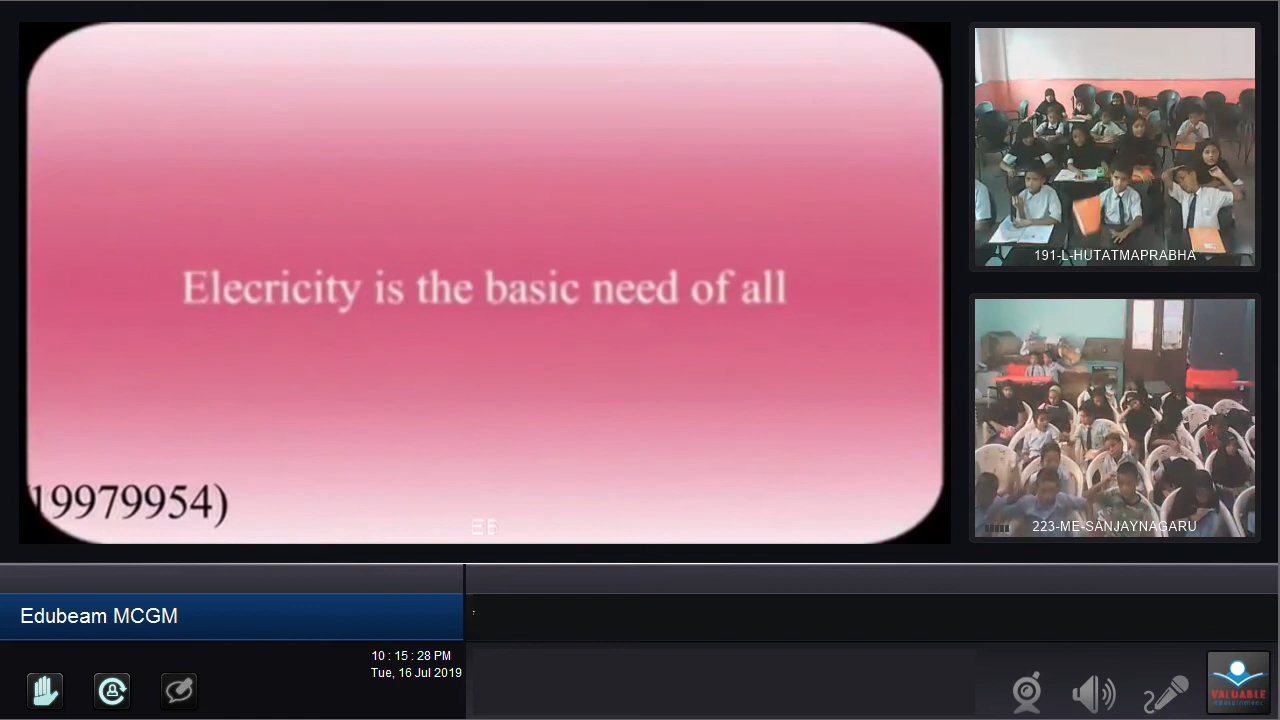 Elecricity is the basic need of all
19979954)
191-L-HUTATMAPRABHA
223-ME-SANJAYNAGARU
Edubeam MCGM
10 : 15 : 28 PM
Tue, 16 Jul 2019
VALUABLE